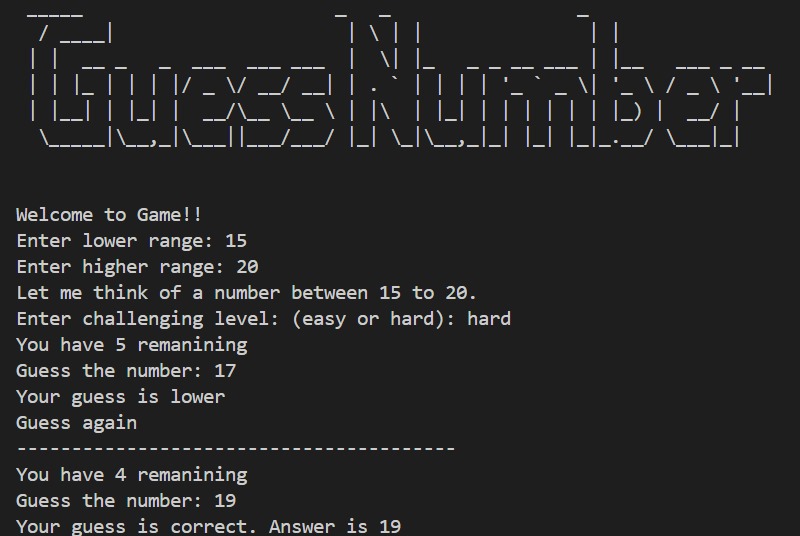 Guess Number
Welcome to Game!!
Enter lower range: 15
Enter higher range: 20
Let me think of a number between 15 to 20.
Enter challenging level: (easy or hard): hard
You have 5 remanining
Guess the number: 17
Your guess is lower
Guess again
----------------------------------------
You have 4 remanining
Guess the number: 19
Your guess is correct. Answer is 19